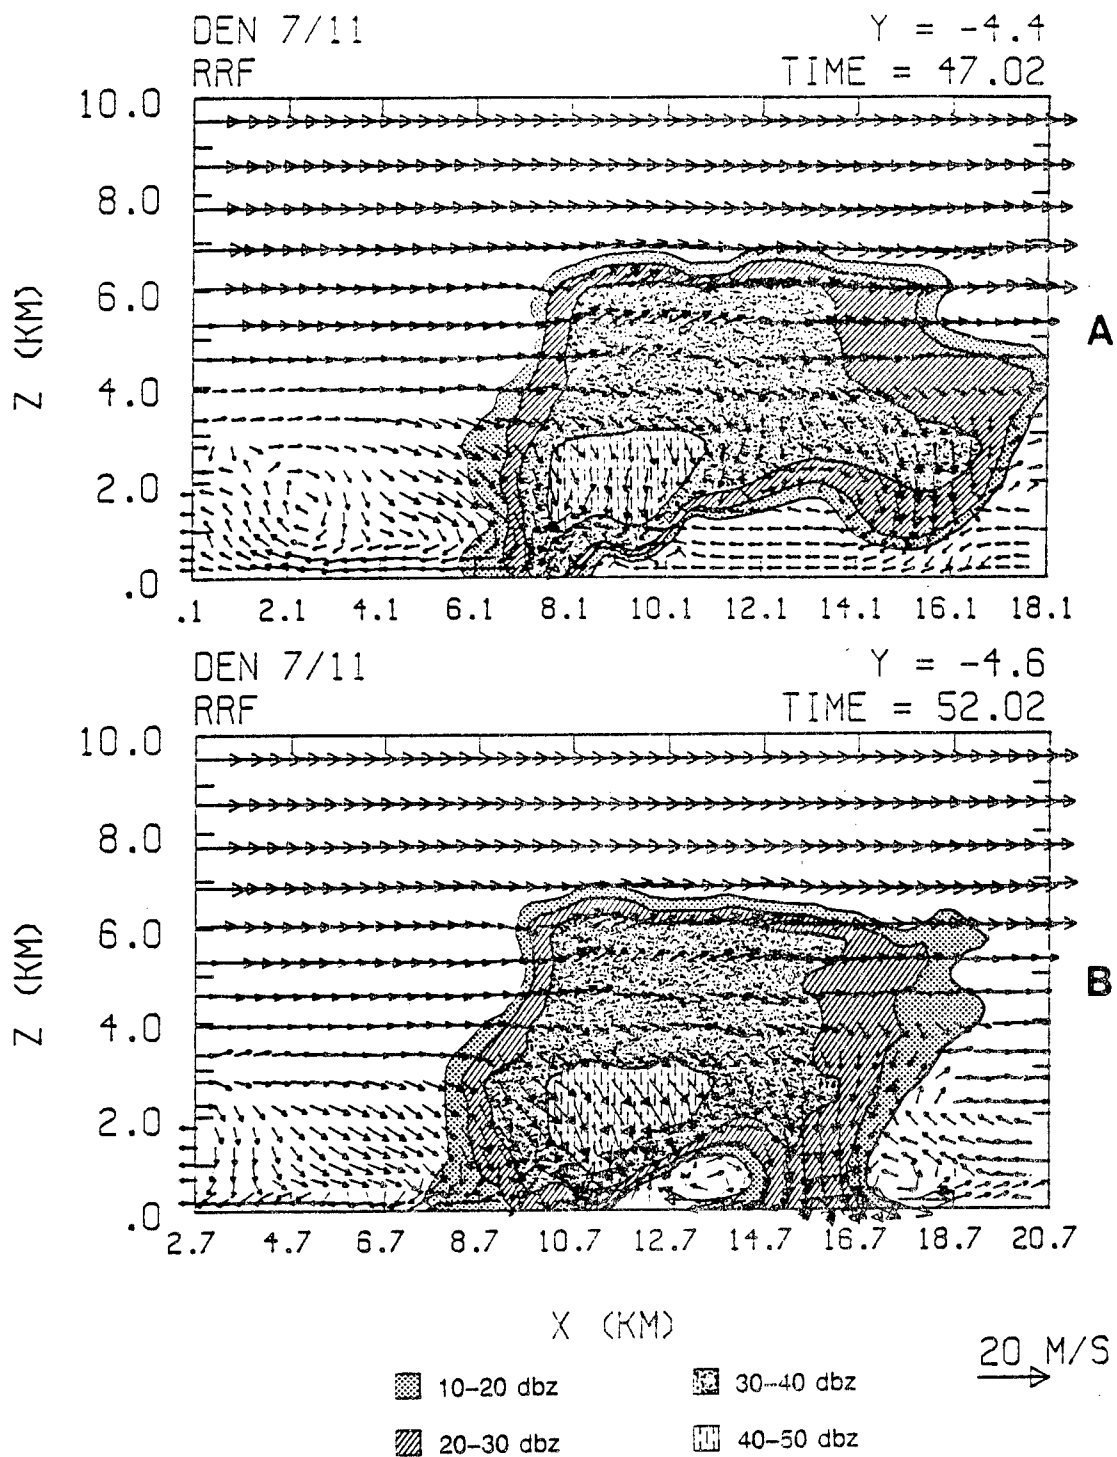 DEN 7/11 Y = -4.4
RRF TIME = 47.02
10.0
8.0
6.0
4.0
2.0
.0
Z (KM)
A
.1 2.1 4.1 6.1 8.1 10.1 12.1 14.1 16.1 18.1
DEN 7/11 Y = -4.6
RRF TIME = 52.02
10.0
8.0
6.0
4.0
2.0
.0
Z (KM)
B
2.7 4.7 6.7 8.7 10.7 12.7 14.7 16.7 18.7 20.7
X (KM)
20 M/S
10-20 dbz 30-40 dbz
20-30 dbz 40-50 dbz